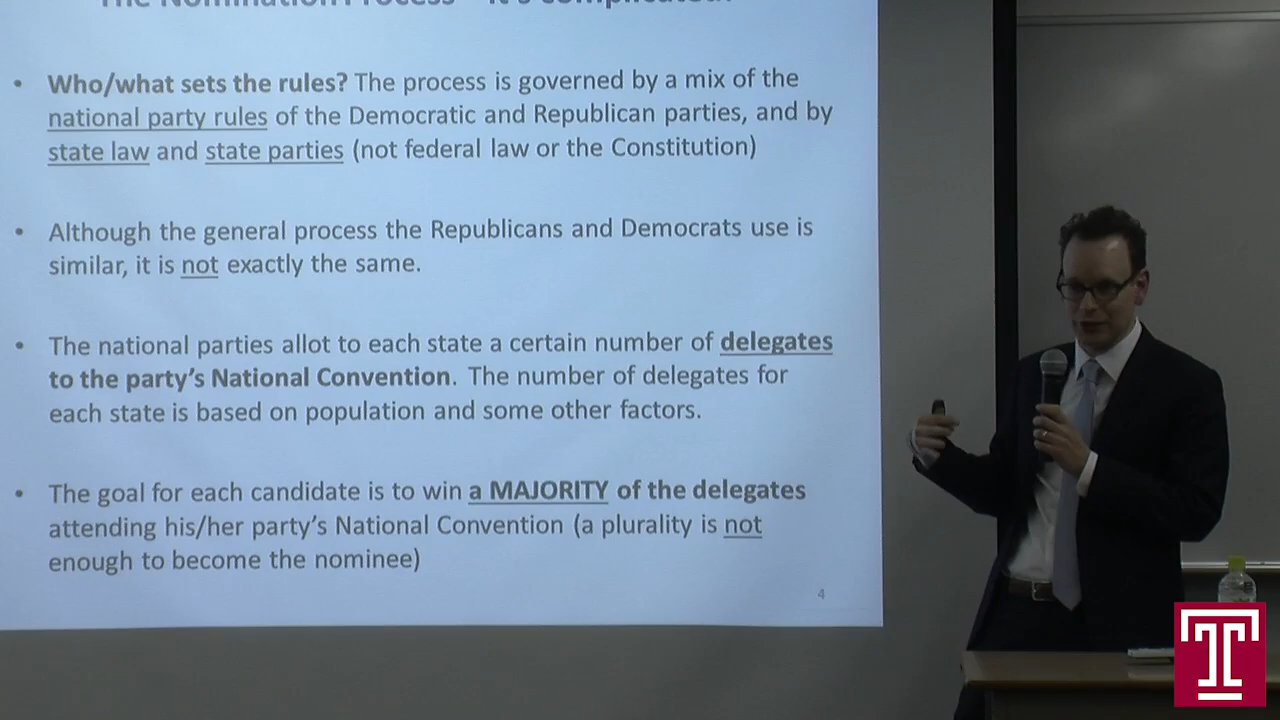 The Nomination Process – It's complicated!
• Who/what sets the rules? The process is governed by a mix of the
national party rules of the Democratic and Republican parties, and by
state law and state parties (not federal law or the Constitution)
• Although the general process the Republicans and Democrats use is
similar, it is not exactly the same.
• The national parties allot to each state a certain number of delegates
to the party's National Convention. The number of delegates for
each state is based on population and some other factors.
• The goal for each candidate is to win a MAJORITY of the delegates
attending his/her party's National Convention (a plurality is not
enough to become the nominee)
4
T